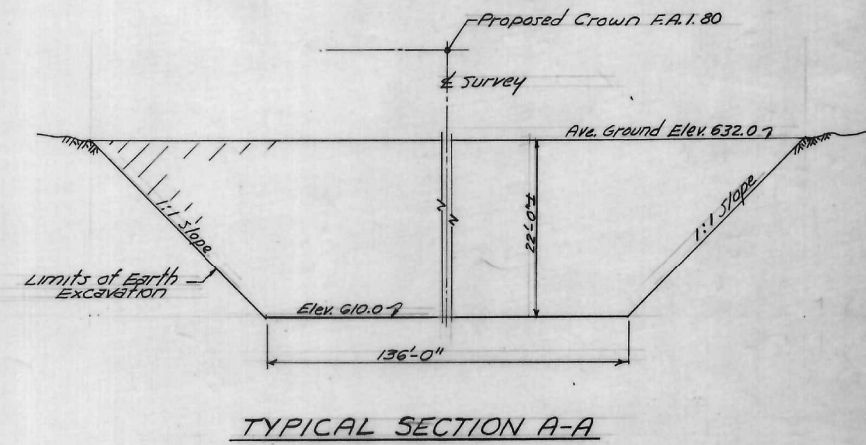 Proposed Crown F.A.I. 80
℄ Survey
Ave. Ground Elev. 632.0
1:1 Slope
22'-0"±
1:1 Slope
Limits of Earth
Excavation
Elev. 610.0
136'-0"
TYPICAL SECTION A-A